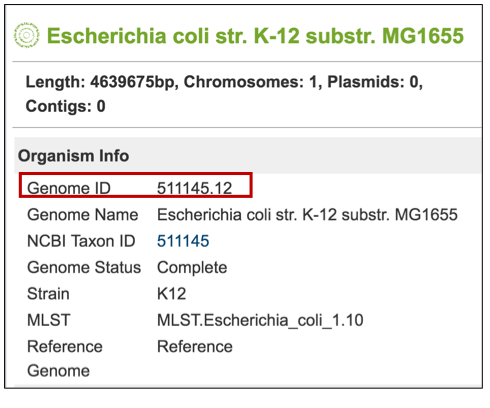 Escherichia coli str. K-12 substr. MG1655
Length: 4639675bp, Chromosomes: 1, Plasmids: 0,
Contigs: 0
Organism Info
Genome ID 511145.12
Genome Name Escherichia coli str. K-12 substr. MG1655
NCBI Taxon ID 511145
Genome Status Complete
Strain K12
MLST MLST.Escherichia_coli_1.10
Reference Reference
Genome